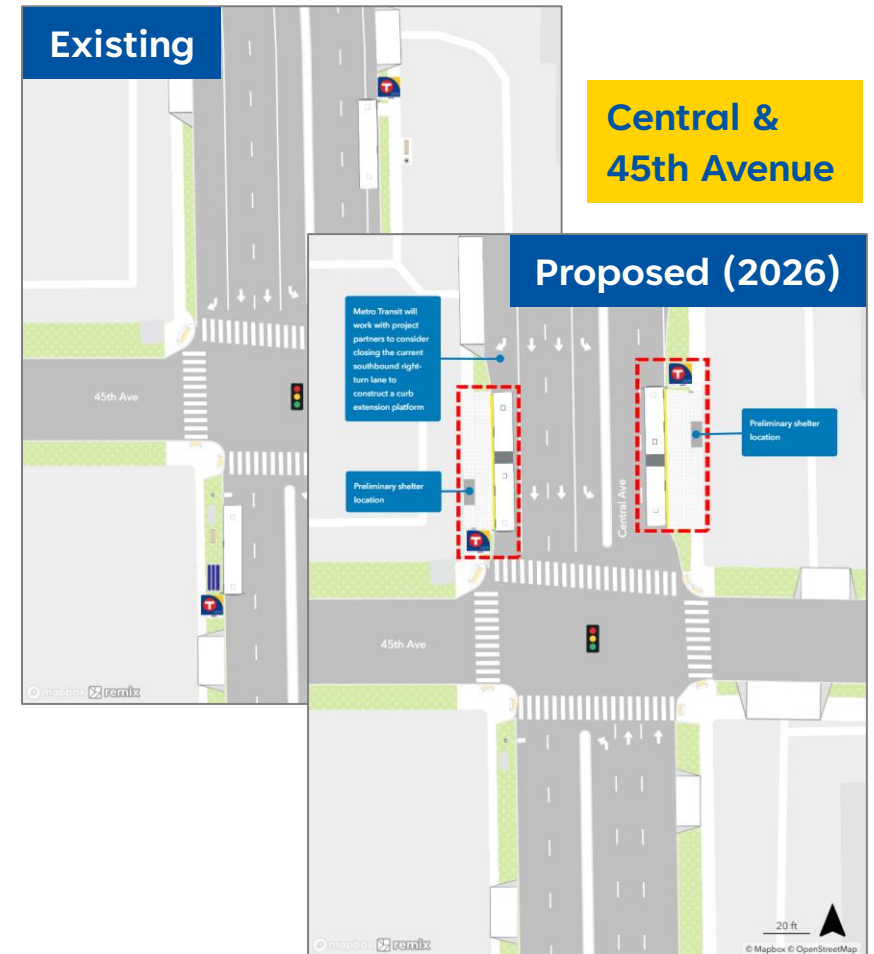 Existing
Central &
45th Avenue
T
45th Ave
T
mapbox remix
Proposed (2026)
Metro Transit will
work with project
partners to consider
closing the current
southbound right-
turn lane to
construct a curb
extension platform
T
Preliminary shelter
location
Preliminary shelter
location
Central Ave
T
45th Ave
mapbox remix
20 ft
© Mapbox © OpenStreetMap